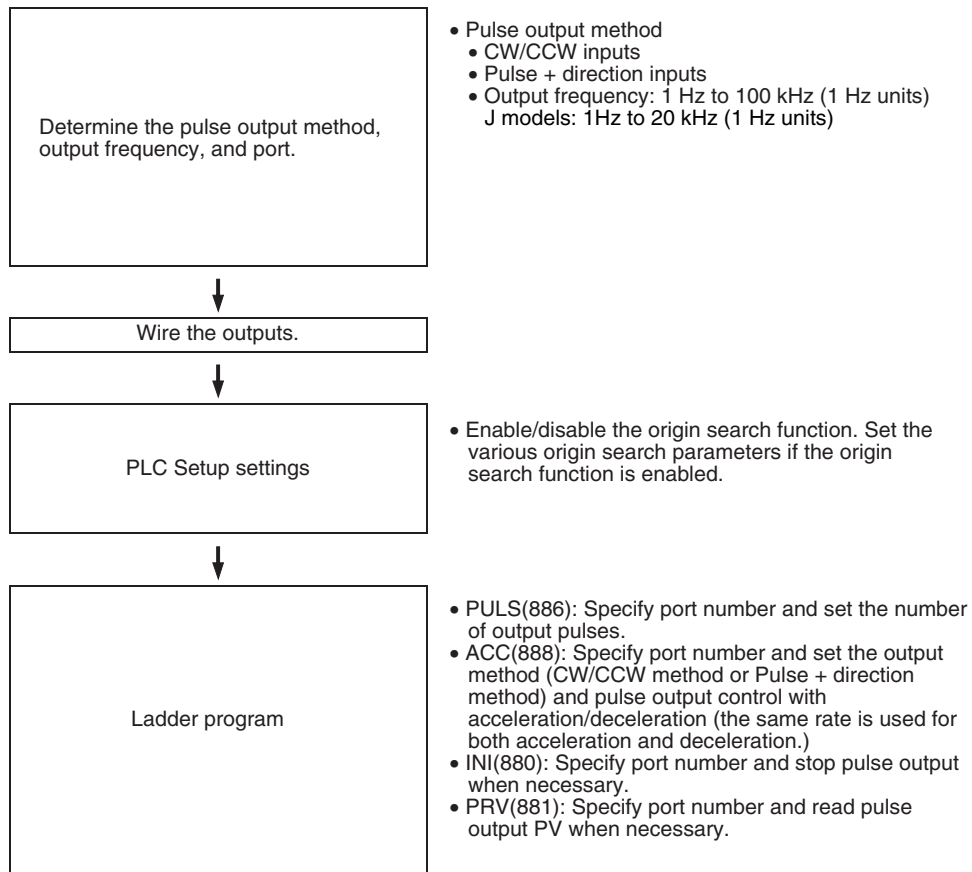 Determine the pulse output method,
output frequency, and port.
• Pulse output method
• CW/CCW inputs
• Pulse + direction inputs
• Output frequency: 1 Hz to 100 kHz (1 Hz units)
J models: 1Hz to 20 kHz (1 Hz units)
Wire the outputs.
PLC Setup settings
• Enable/disable the origin search function. Set the
various origin search parameters if the origin
search function is enabled.
Ladder program
• PULS(886): Specify port number and set the number
of output pulses.
• ACC(888): Specify port number and set the output
method (CW/CCW method or Pulse + direction
method) and pulse output control with
acceleration/deceleration (the same rate is used for
both acceleration and deceleration.)
• INI(880): Specify port number and stop pulse output
when necessary.
• PRV(881): Specify port number and read pulse
output PV when necessary.